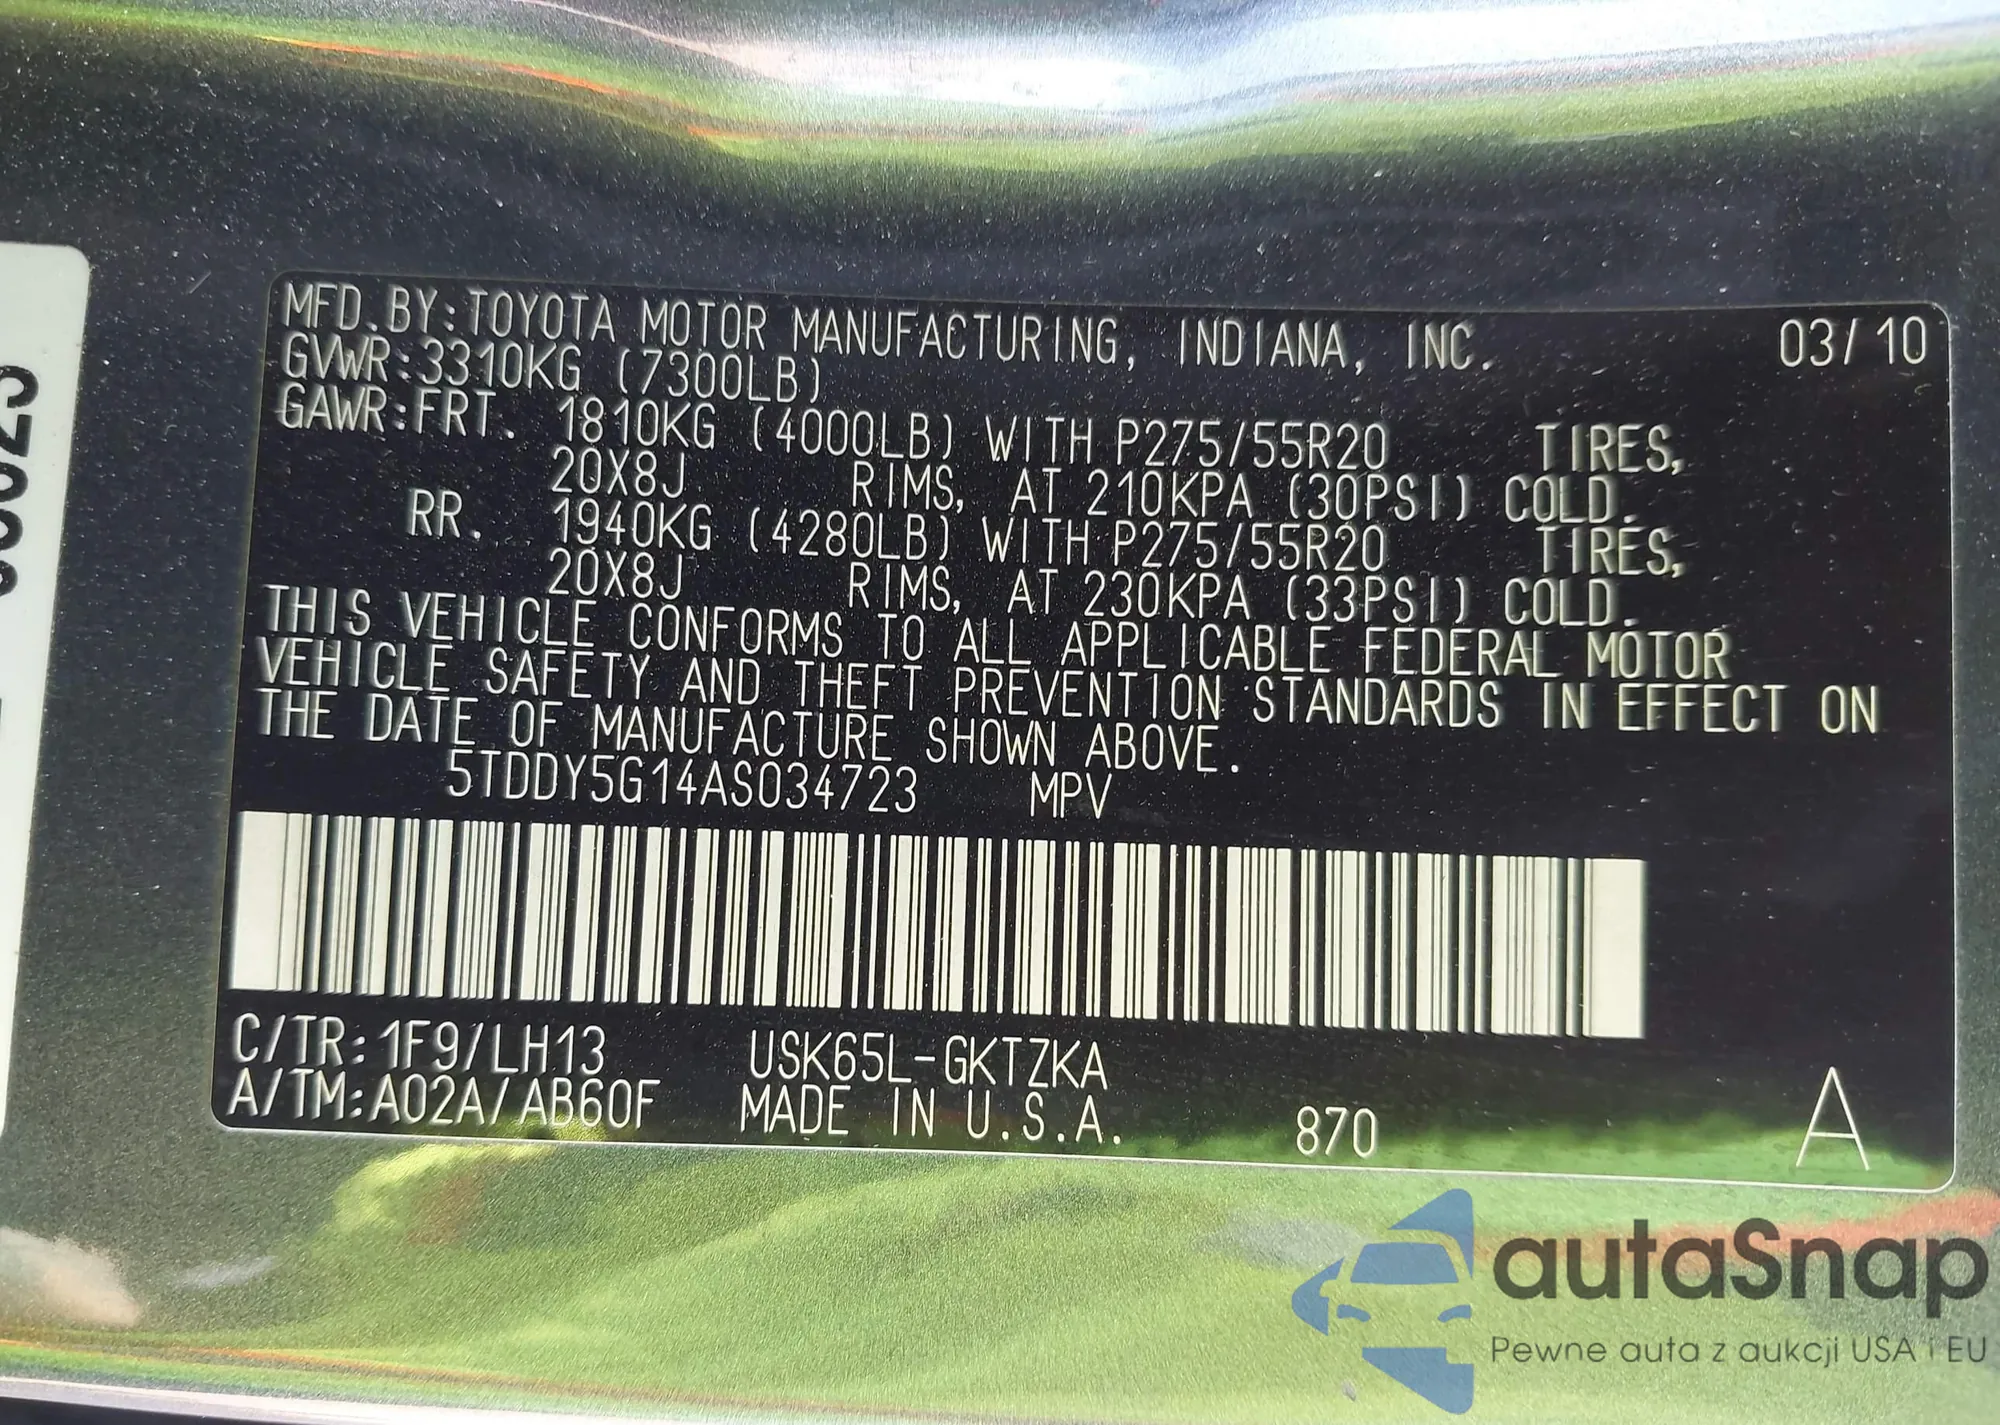 MFD.BY:TOYOTA MOTOR MANUFACTURING, INDIANA, INC. 03/10
GVWR:3310KG (7300LB)
GAWR:FRT. 1810KG (4000LB) WITH P275/55R20 TIRES,
20X8J RIMS, AT 210KPA (30PSI) COLD.
RR. 1940KG (4280LB) WITH P275/55R20 TIRES,
20X8J RIMS, AT 230KPA (33PSI) COLD.
THIS VEHICLE CONFORMS TO ALL APPLICABLE FEDERAL MOTOR
VEHICLE SAFETY AND THEFT PREVENTION STANDARDS IN EFFECT ON
THE DATE OF MANUFACTURE SHOWN ABOVE.
5TDDY5G14AS034723 MPV
C/TR:1F9/LH13 USK65L-GKTZKA
A/TM:A02A/AB60F MADE IN U.S.A. 870 A
autaSnap
Pewne auta z aukcji USA i EU